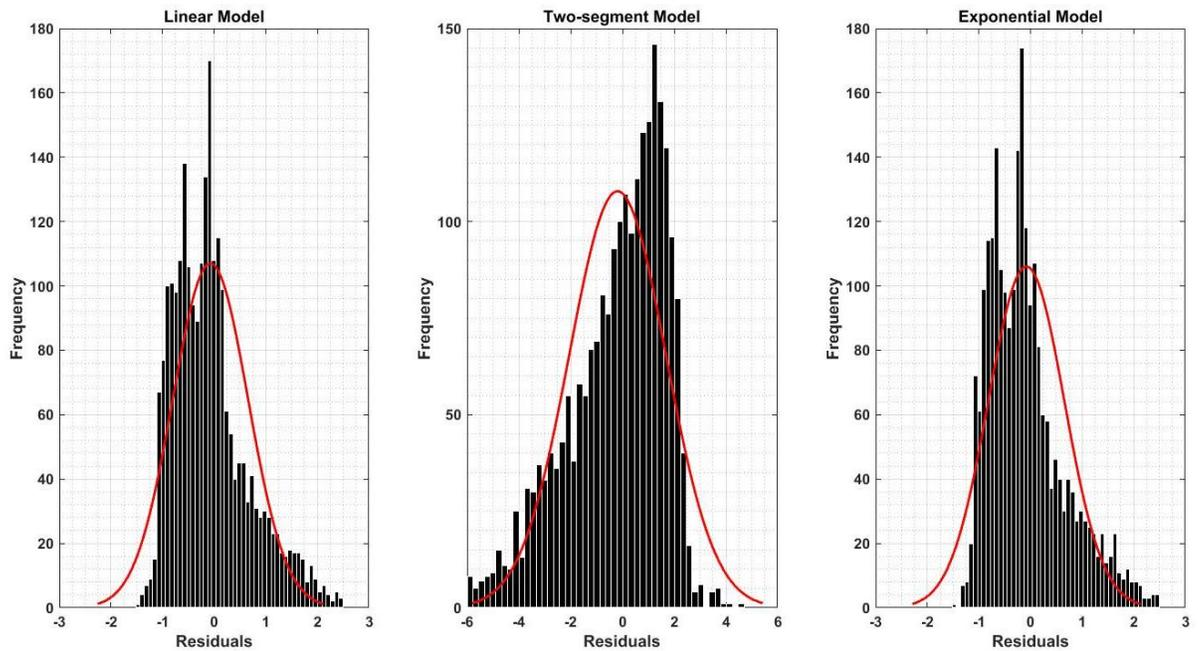 Linear Model
Two-segment Model
Exponential Model
180
160
140
120
100
80
60
40
20
0
Frequency
-3 -2 -1 0 1 2 3
Residuals
150
100
50
0
Frequency
-6 -4 -2 0 2 4 6
Residuals
180
160
140
120
100
80
60
40
20
0
Frequency
-3 -2 -1 0 1 2 3
Residuals